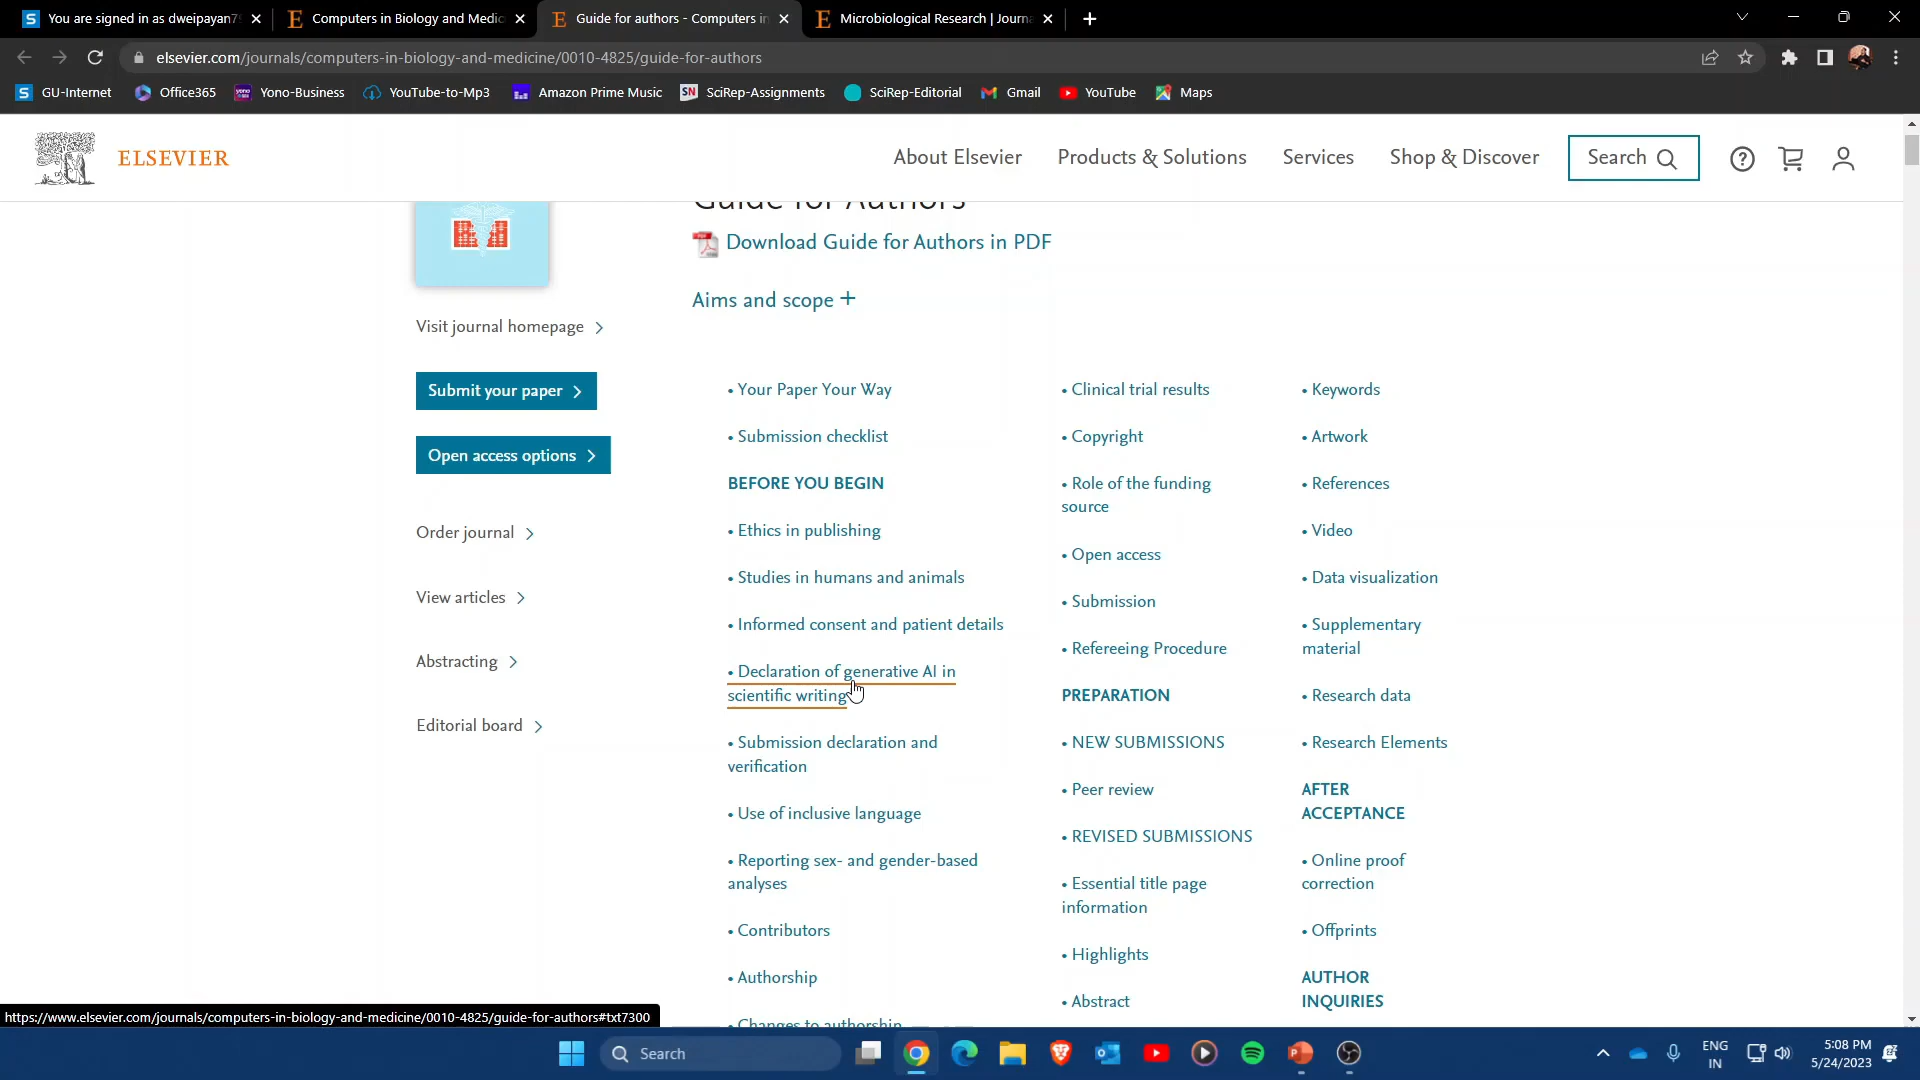 You are signed in as dweipayan7
Computers in Biology and Medic
Guide for authors - Computers in
Microbiological Research | Journa
elsevier.com/journals/computers-in-biology-and-medicine/0010-4825/guide-for-authors
GU-Internet
Office365
Yono-Business
YouTube-to-Mp3
Amazon Prime Music
SciRep-Assignments
SciRep-Editorial
Gmail
YouTube
Maps
ELSEVIER
About Elsevier
Products & Solutions
Services
Shop & Discover
Search
Guide for Authors
Download Guide for Authors in PDF
Aims and scope +
Visit journal homepage
Submit your paper
Open access options
Order journal
View articles
Abstracting
Editorial board
• Your Paper Your Way
• Submission checklist
BEFORE YOU BEGIN
• Ethics in publishing
• Studies in humans and animals
• Informed consent and patient details
• Declaration of generative AI in
scientific writing
• Submission declaration and
verification
• Use of inclusive language
• Reporting sex- and gender-based
analyses
• Contributors
• Authorship
• Changes to authorship
• Clinical trial results
• Copyright
• Role of the funding
source
• Open access
• Submission
• Refereeing Procedure
PREPARATION
• NEW SUBMISSIONS
• Peer review
• REVISED SUBMISSIONS
• Essential title page
information
• Highlights
• Abstract
• Keywords
• Artwork
• References
• Video
• Data visualization
• Supplementary
material
• Research data
• Research Elements
AFTER
ACCEPTANCE
• Online proof
correction
• Offprints
AUTHOR
INQUIRIES
https://www.elsevier.com/journals/computers-in-biology-and-medicine/0010-4825/guide-for-authors#txt7300
Search
ENG
IN
5:08 PM
5/24/2023